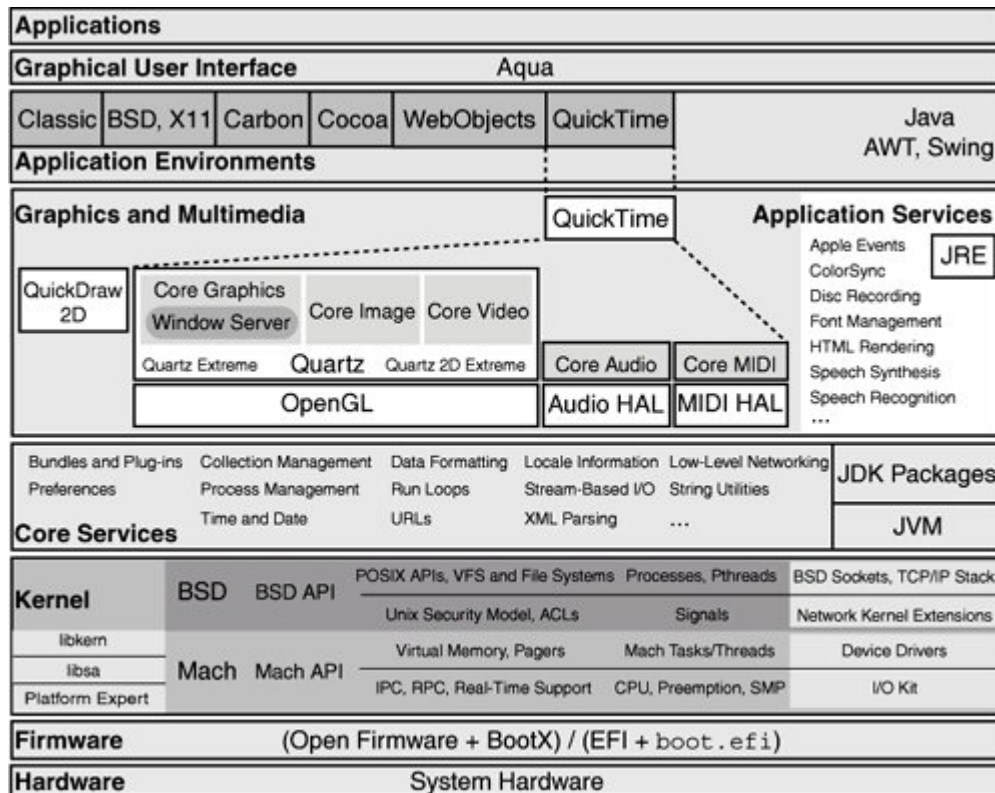 Applications
Graphical User Interface Aqua
Classic BSD, X11 Carbon Cocoa WebObjects QuickTime
Java
AWT, Swing
Application Environments
Graphics and Multimedia
QuickTime
Application Services
JRE
Apple Events
ColorSync
Disc Recording
Font Management
HTML Rendering
Speech Synthesis
Speech Recognition
...
QuickDraw
2D
Core Graphics
Window Server
Core Image
Core Video
Quartz Extreme Quartz Quartz 2D Extreme
Core Audio Core MIDI
OpenGL Audio HAL MIDI HAL
Bundles and Plug-ins Collection Management Data Formatting Locale Information Low-Level Networking
Preferences Process Management Run Loops Stream-Based I/O String Utilities
Time and Date URLs XML Parsing ...
Core Services
JDK Packages
JVM
Kernel
BSD BSD API
POSIX APIs, VFS and File Systems Processes, Pthreads BSD Sockets, TCP/IP Stack
Unix Security Model, ACLs Signals Network Kernel Extensions
libkern
libsa
Platform Expert
Mach Mach API
Virtual Memory, Pagers Mach Tasks/Threads Device Drivers
IPC, RPC, Real-Time Support CPU, Preemption, SMP I/O Kit
Firmware (Open Firmware + BootX) / (EFI + boot.efi)
Hardware System Hardware